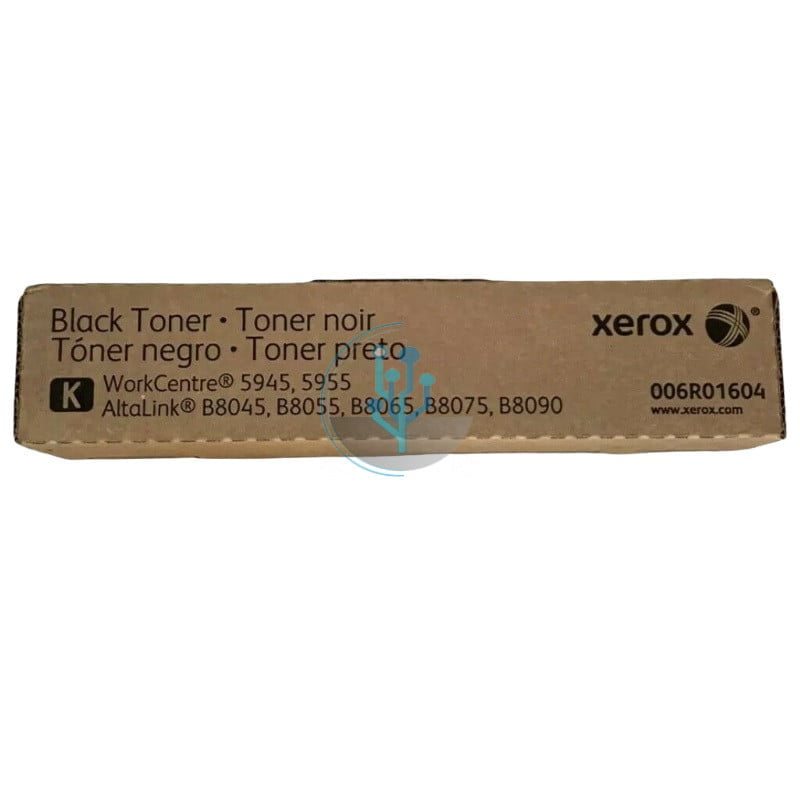 Black Toner • Toner noir
Tóner negro • Toner preto
K
WorkCentre® 5945, 5955
AltaLink® B8045, B8055, B8065, B8075, B8090
xerox ®
006R01604
www.xerox.com